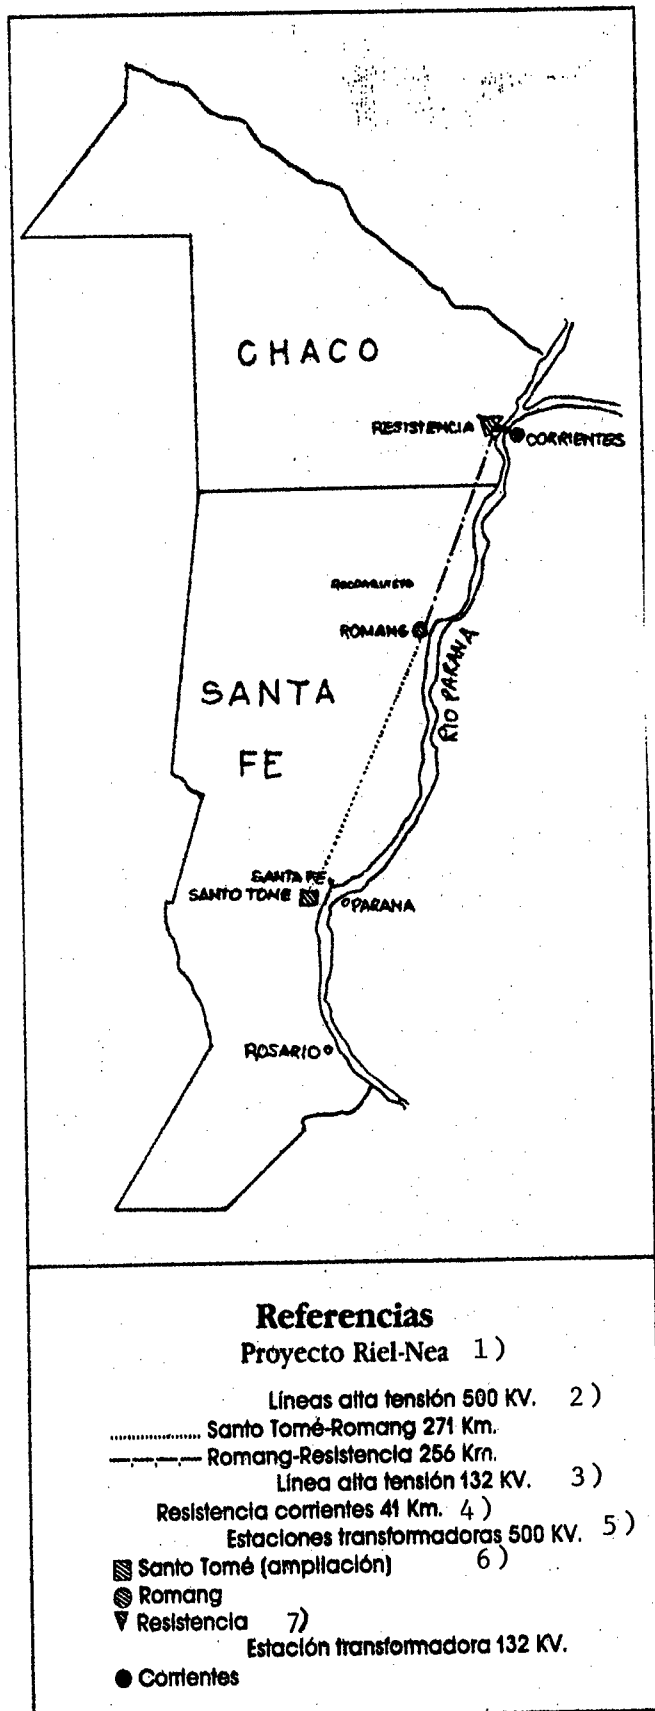 CHACO
RESISTENCIA
CORRIENTES
ROMANG
RIO PARANA
SANTA
FE
SANTA FE
SANTO TOME
PARANA
ROSARIO
Referencias
Proyecto Riel-Nea 1)
Líneas alta tensión 500 KV. 2)
Santo Tomé-Romang 271 Km.
Romang-Resistencia 256 Km.
Línea alta tensión 132 KV. 3)
Resistencia corrientes 41 Km. 4)
Estaciones transformadoras 500 KV. 5)
Santo Tomé (ampliación) 6)
Romang
Resistencia 7)
Estación transformadora 132 KV.
Corrientes